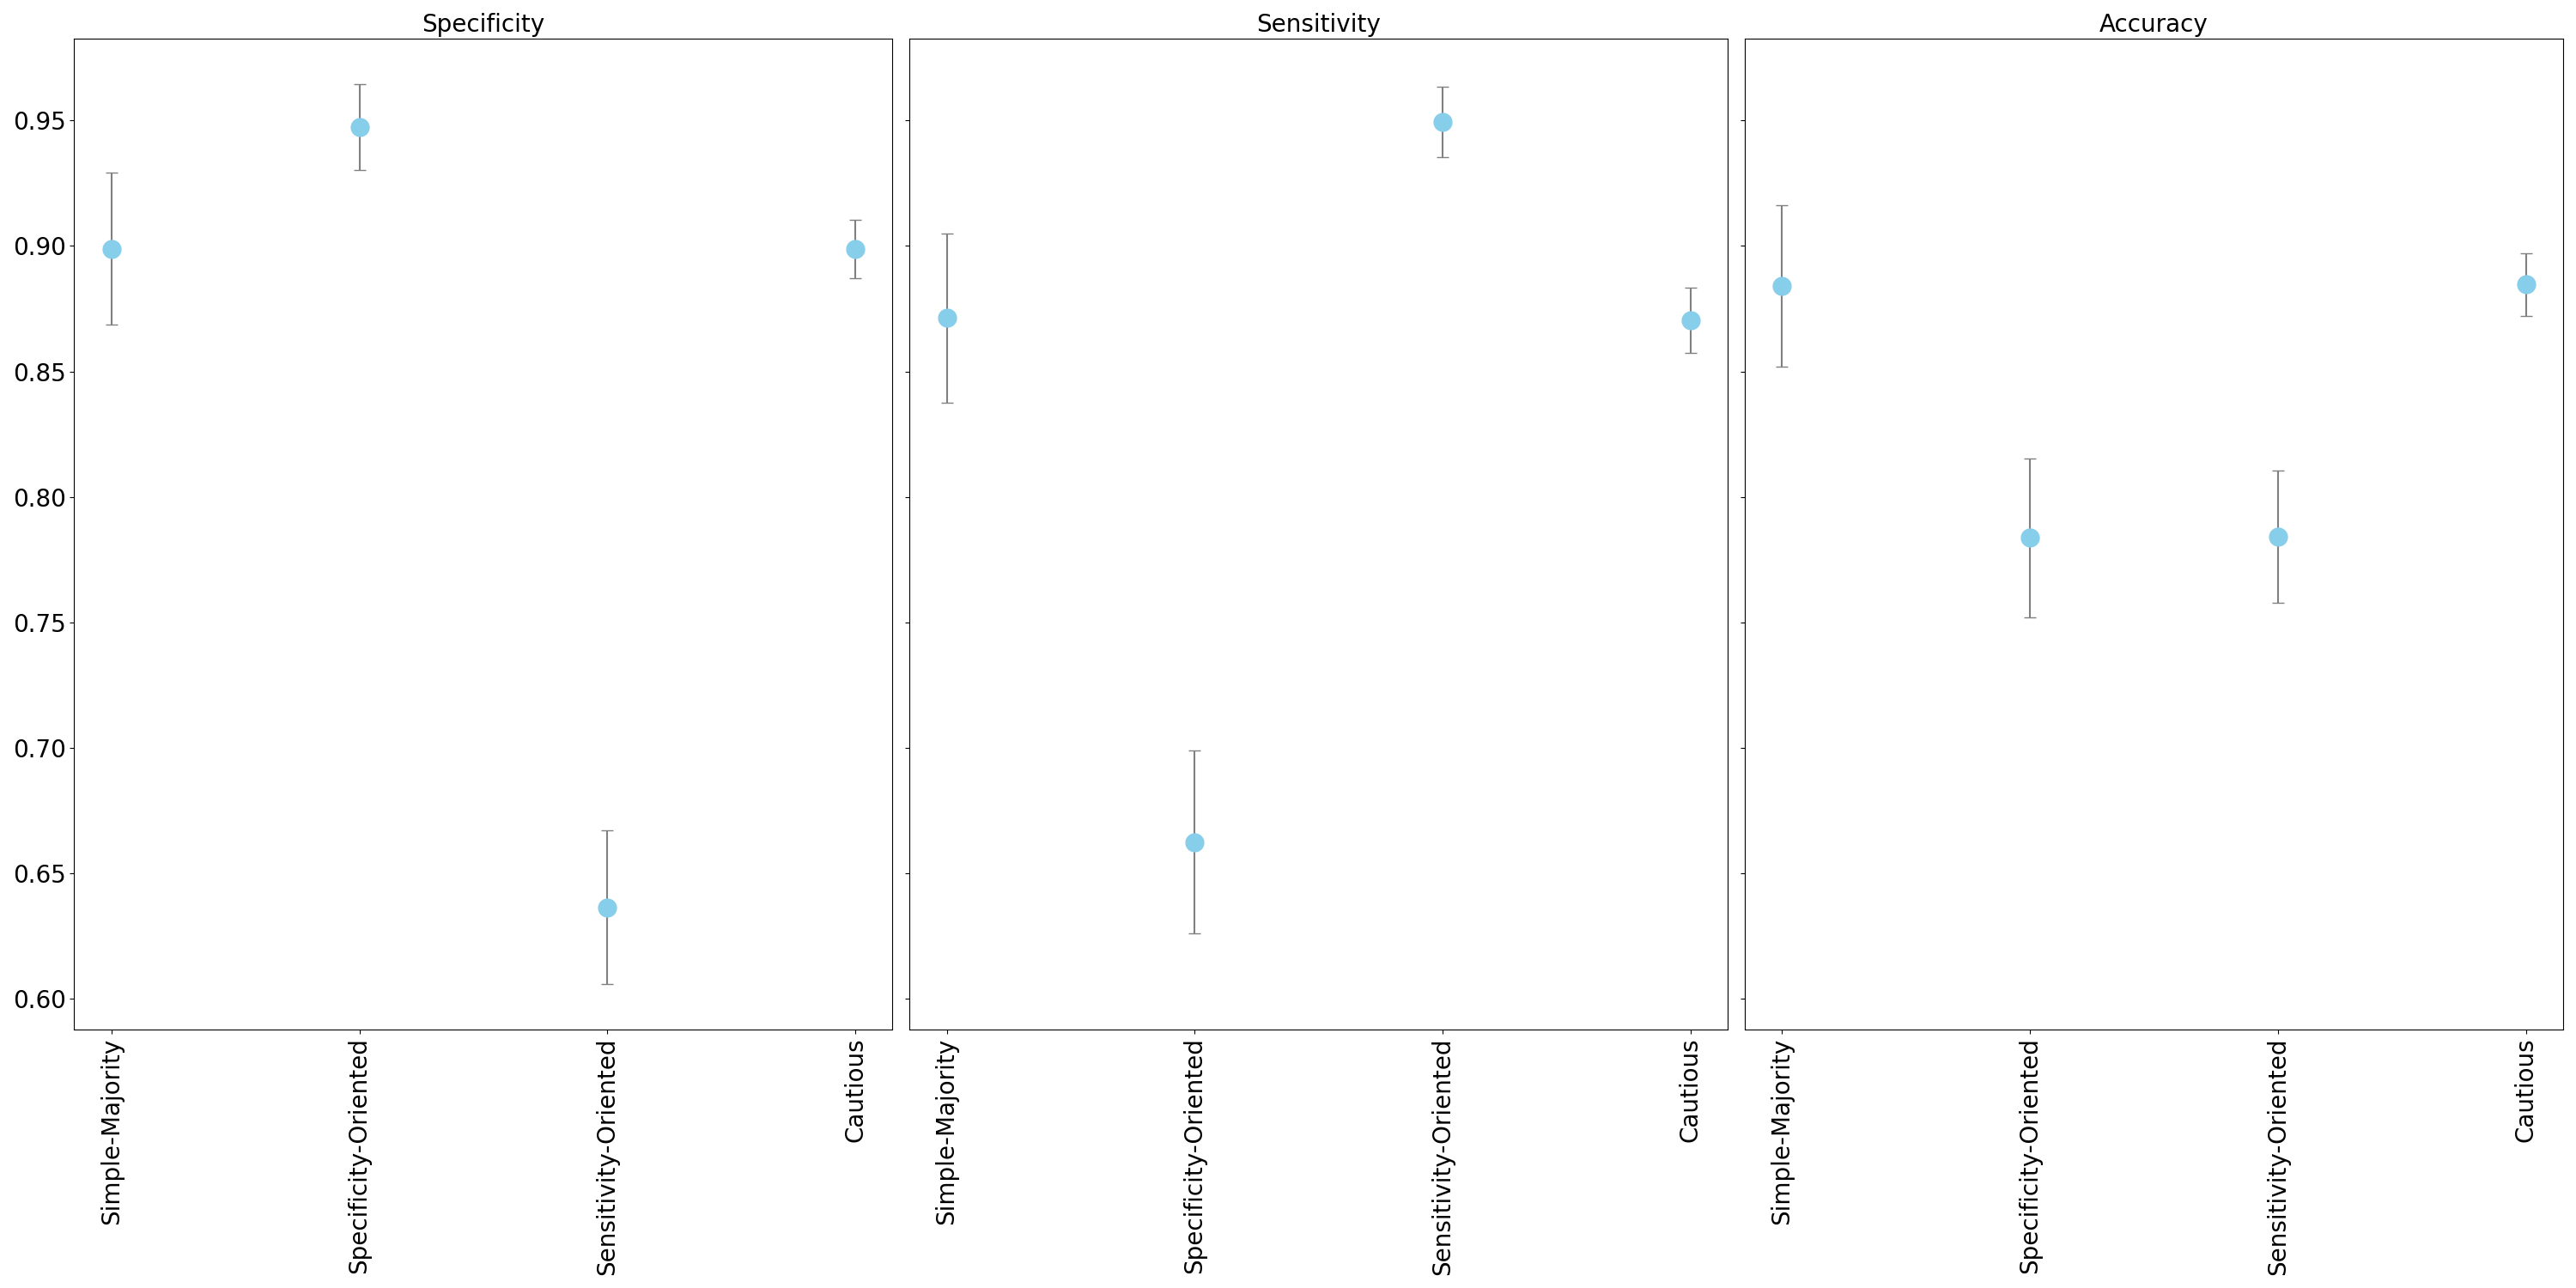 Specificity
Sensitivity
Accuracy
0.95
0.90
0.85
0.80
0.75
0.70
0.65
0.60
Simple-Majority
Specificity-Oriented
Sensitivity-Oriented
Cautious
Simple-Majority
Specificity-Oriented
Sensitivity-Oriented
Cautious
Simple-Majority
Specificity-Oriented
Sensitivity-Oriented
Cautious